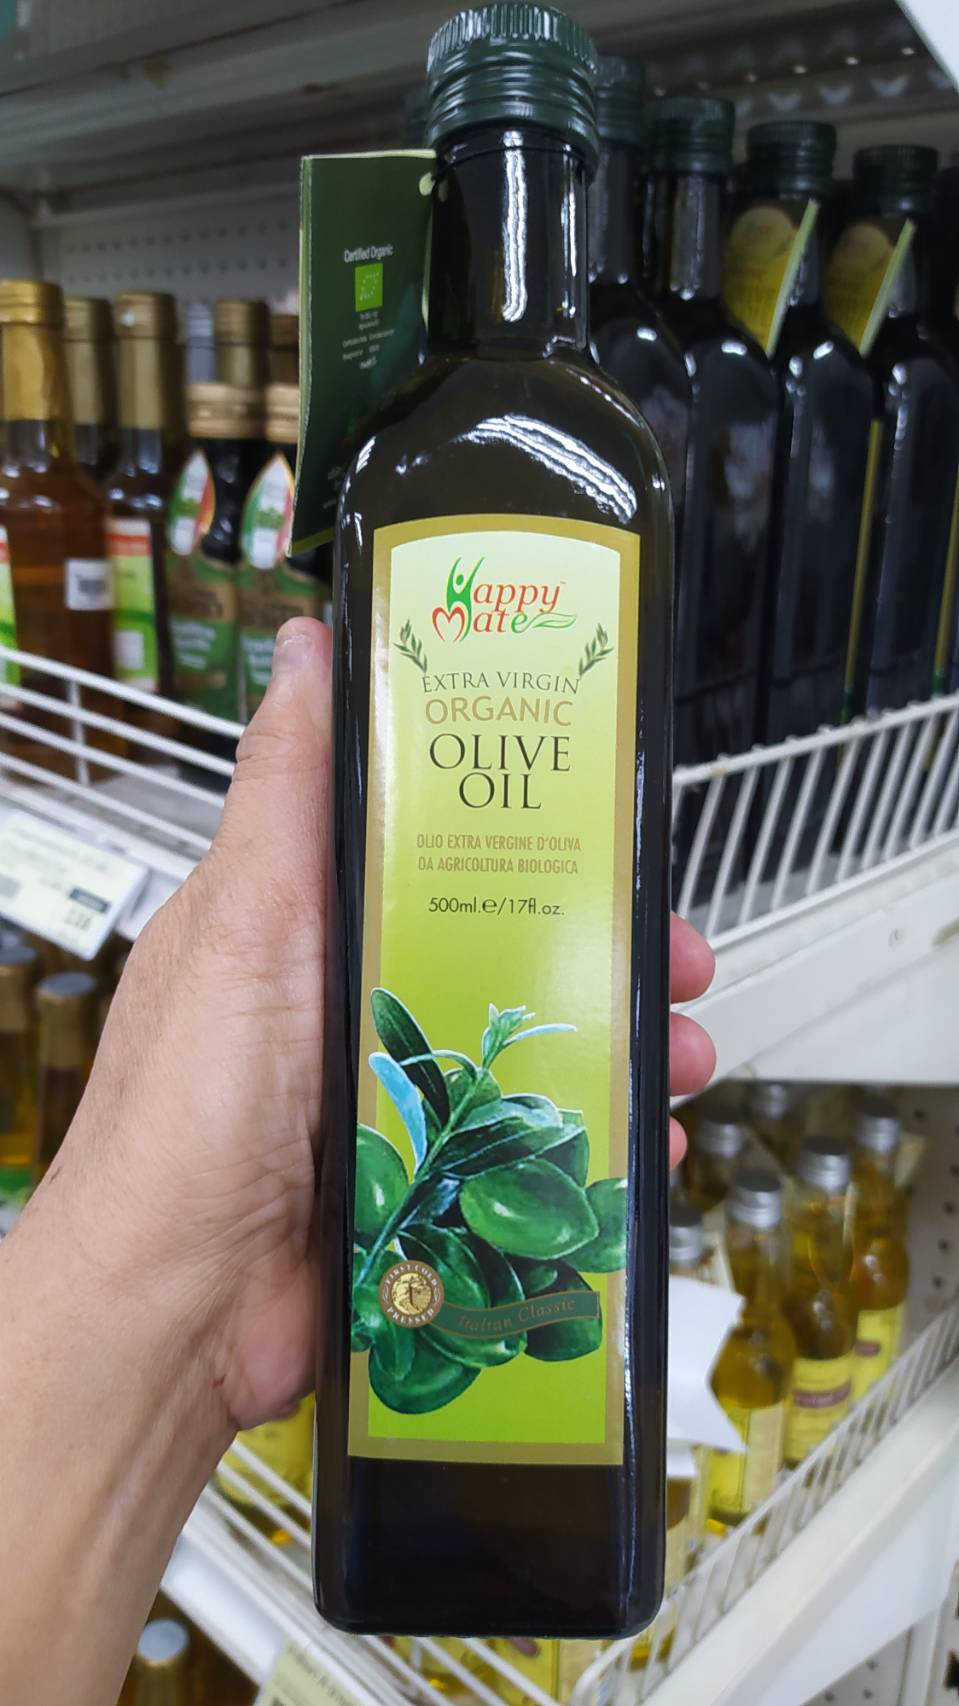 Certified Organic
Happy
Mate
EXTRA VIRGIN
ORGANIC
OLIVE
OIL
OLIO EXTRA VERGINE D'OLIVA
DA AGRICOLTURA BIOLOGICA
500ml.e/17fl.oz.
FIRST COLD
PRESSED
Italian Classic